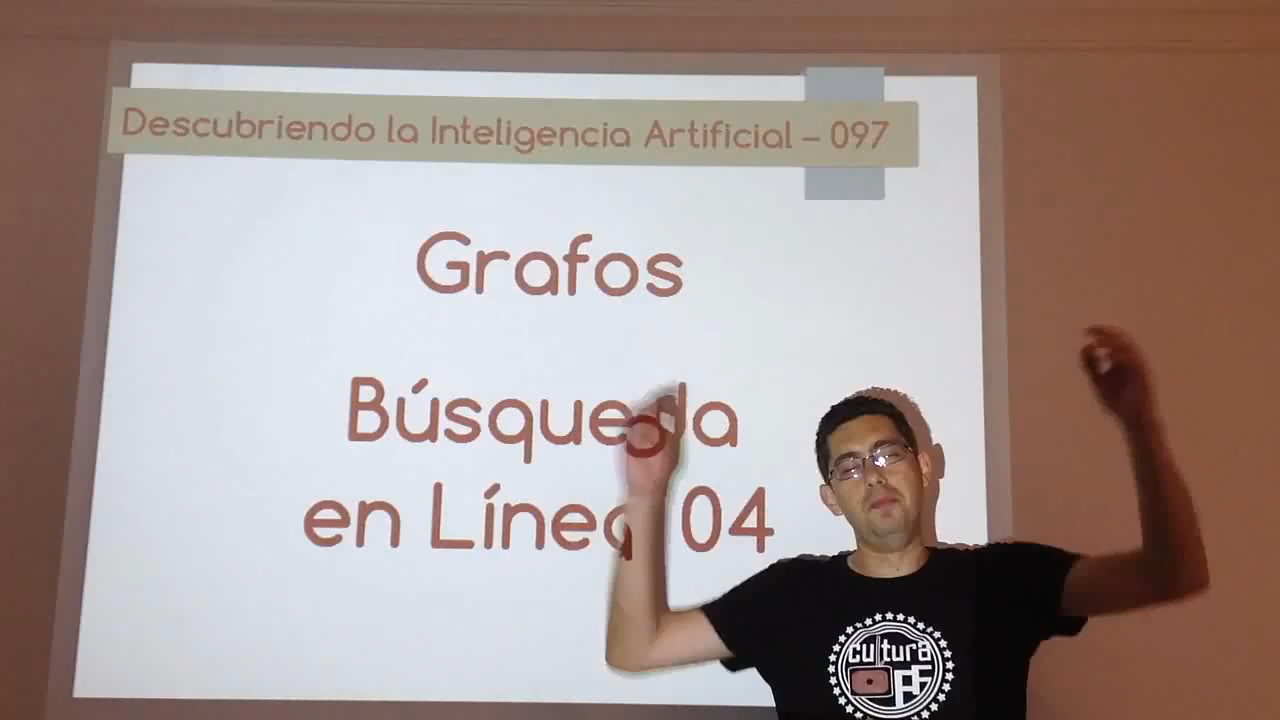 Descubriendo la Inteligencia Artificial – 097
Grafos
Búsqueda
en Línea 04
cultura